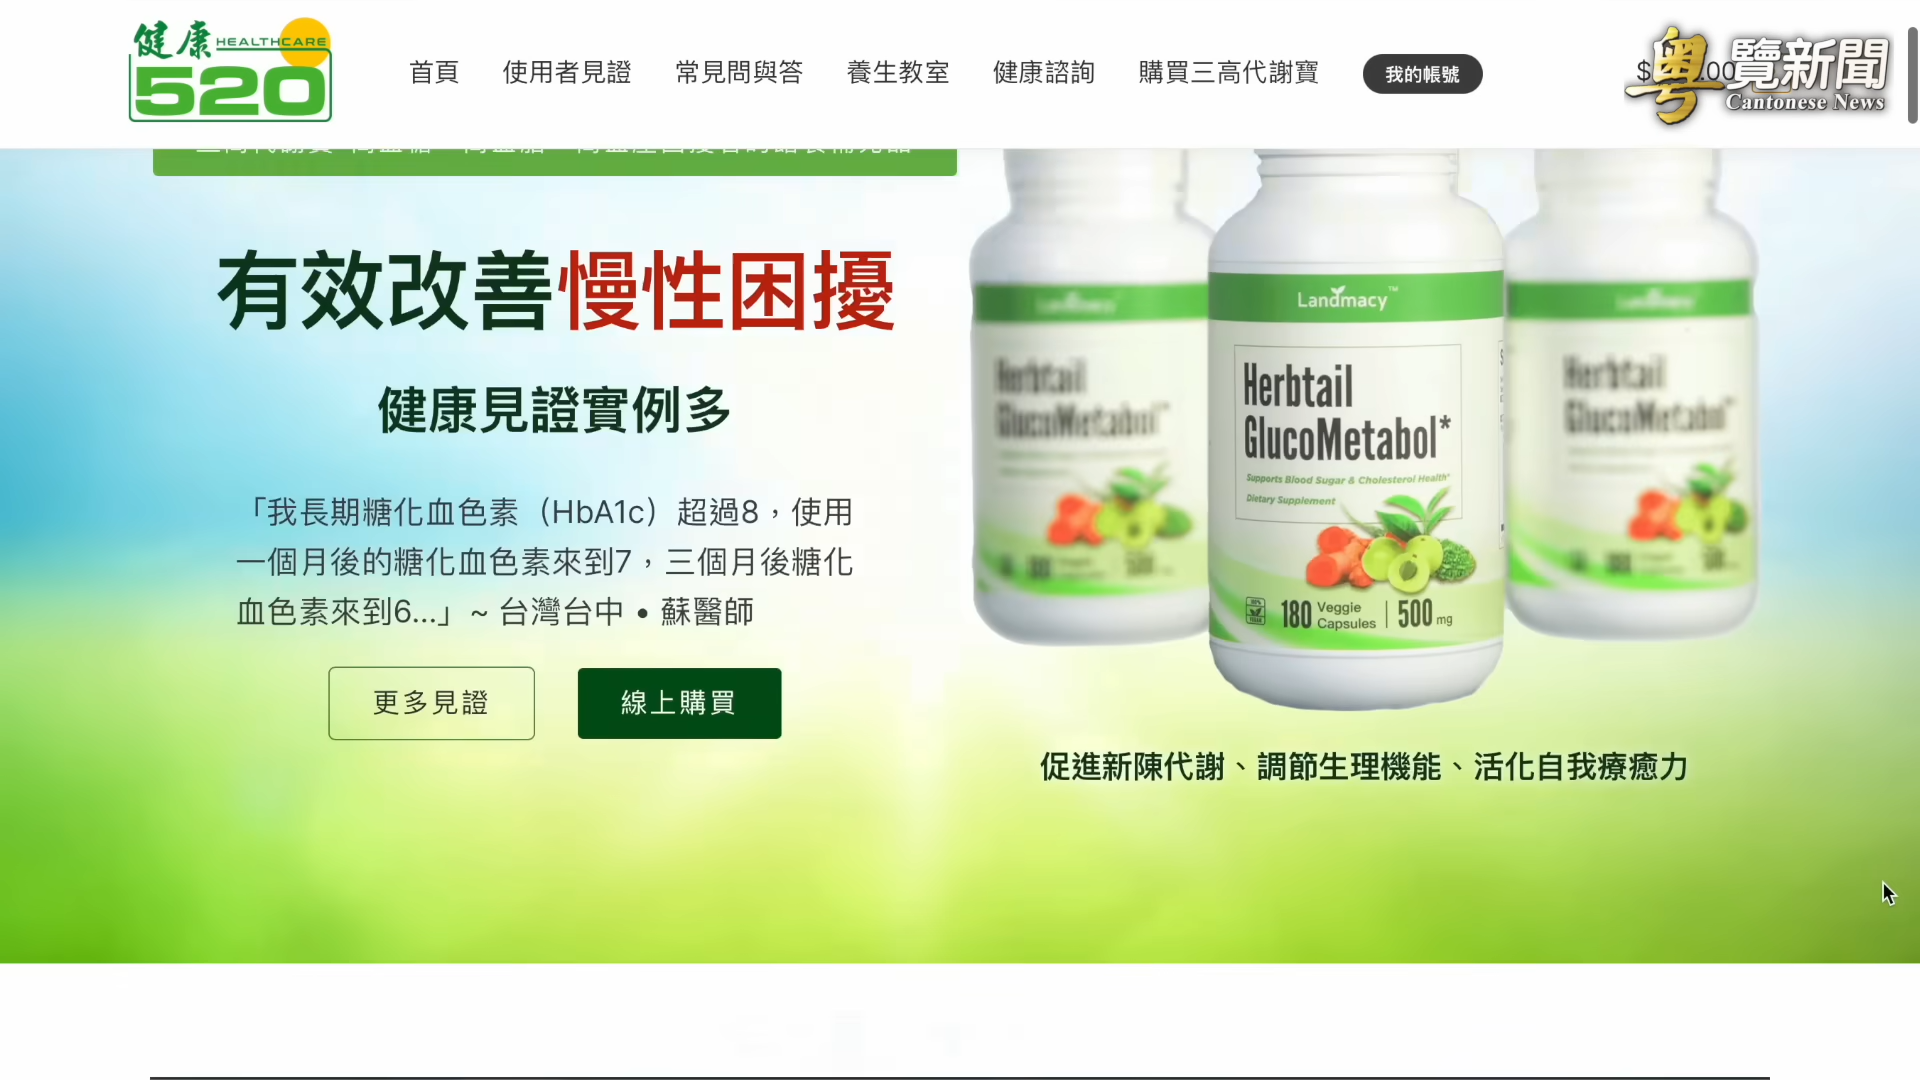 健康 HEALTHCARE
520
首頁 使用者見證 常見問與答 養生教室 健康諮詢 購買三高代謝寶 我的帳號
粵覽新聞
Cantonese News
有效改善慢性困擾
健康見證實例多
「我長期糖化血色素（HbA1c）超過8，使用
一個月後的糖化血色素來到7，三個月後糖化
血色素來到6...」~ 台灣台中 • 蘇醫師
更多見證 線上購買
Landmacy™
Herbtail
GlucoMetabol*
Supports Blood Sugar & Cholesterol Health*
Dietary Supplement
180 Veggie Capsules | 500 mg
Herbtail
GlucoMetabol
Herbtail
GlucoMetabol
促進新陳代謝、調節生理機能、活化自我療癒力